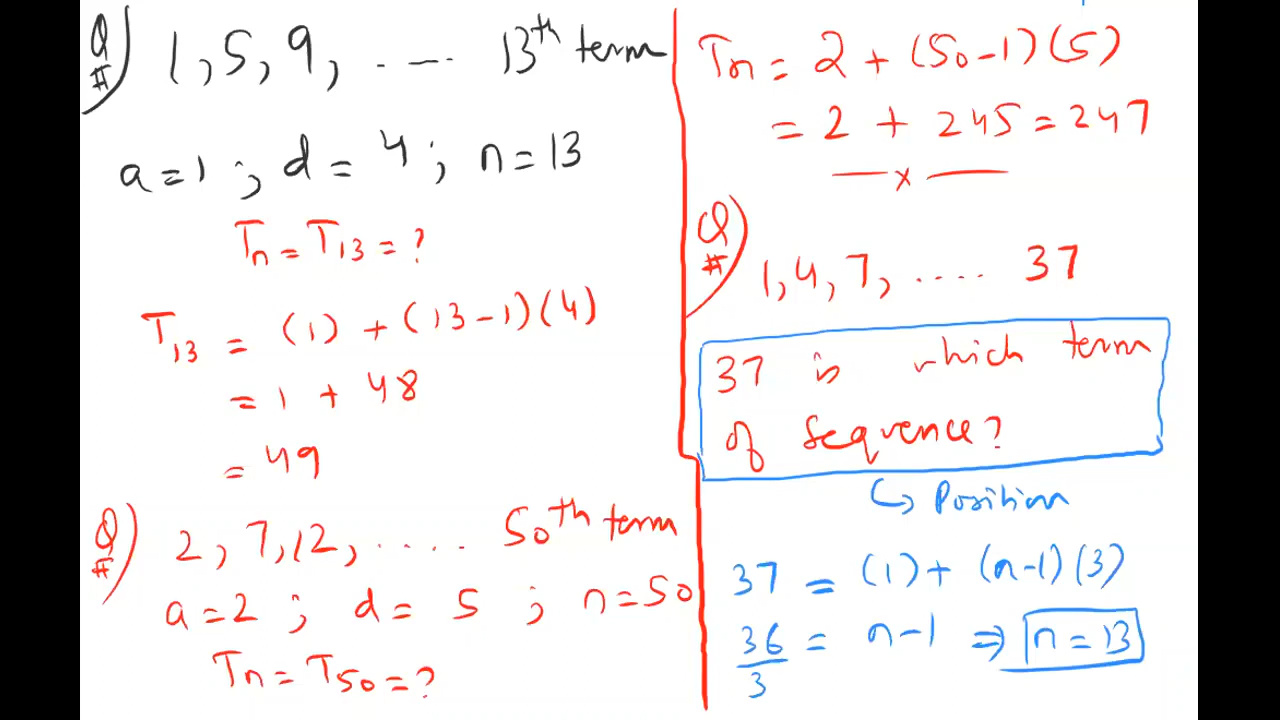 Q# 1, 5, 9, ..... 13th term
a = 1 ; d = 4 ; n = 13
Tn = T13 = ?
T13 = (1) + (13-1)(4)
= 1 + 48
= 49
Q# 2, 7, 12, ..... 50th term
a = 2 ; d = 5 ; n = 50
Tn = T50 = ?
Tn = 2 + (50-1)(5)
= 2 + 245 = 247
— x —
Q# 1, 4, 7, ..... 37
37 is which term
of sequence?
↳ Position
37 = (1) + (n-1)(3)
36/3 = n-1 ⇒ n = 13